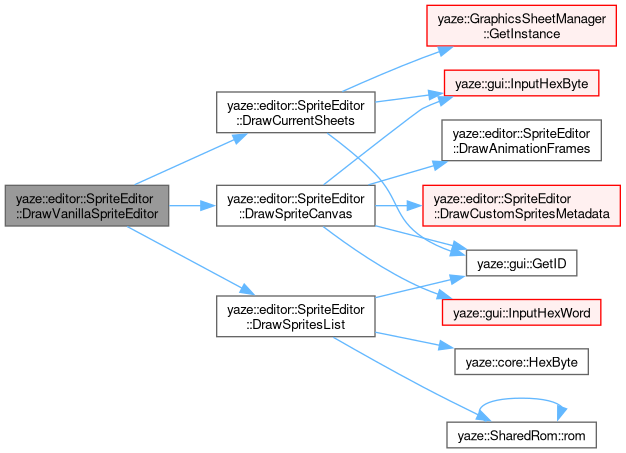 yaze::editor::SpriteEditor
::DrawVanillaSpriteEditor
yaze::editor::SpriteEditor
::DrawCurrentSheets
yaze::editor::SpriteEditor
::DrawSpriteCanvas
yaze::editor::SpriteEditor
::DrawSpritesList
yaze::GraphicsSheetManager
::GetInstance
yaze::gui::InputHexByte
yaze::editor::SpriteEditor
::DrawAnimationFrames
yaze::editor::SpriteEditor
::DrawCustomSpritesMetadata
yaze::gui::GetID
yaze::gui::InputHexWord
yaze::core::HexByte
yaze::SharedRom::rom